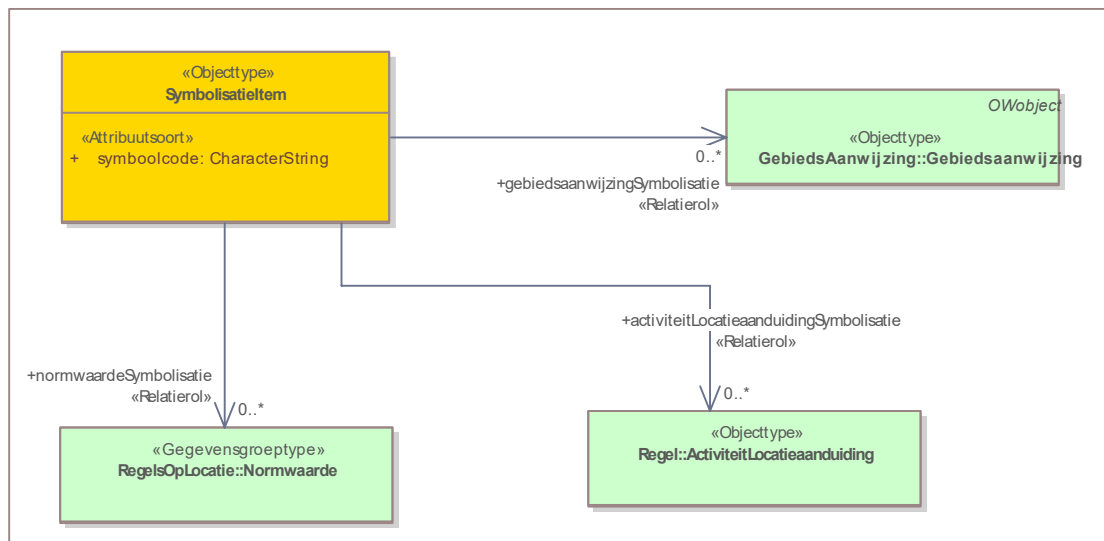 «Objecttype»
SymbolisatieItem
«Attribuutsoort»
+ symboolcode: CharacterString
OWobject
«Objecttype»
GebiedsAanwijzing::Gebiedsaanwijzing
0..*
+gebiedsaanwijzingSymbolisatie
«Relatierol»
+activiteitLocatieaanduidingSymbolisatie
«Relatierol»
+normwaardeSymbolisatie
«Relatierol»
0..*
0..*
«Gegevensgroeptype»
RegelsOpLocatie::Normwaarde
«Objecttype»
Regel::ActiviteitLocatieaanduiding